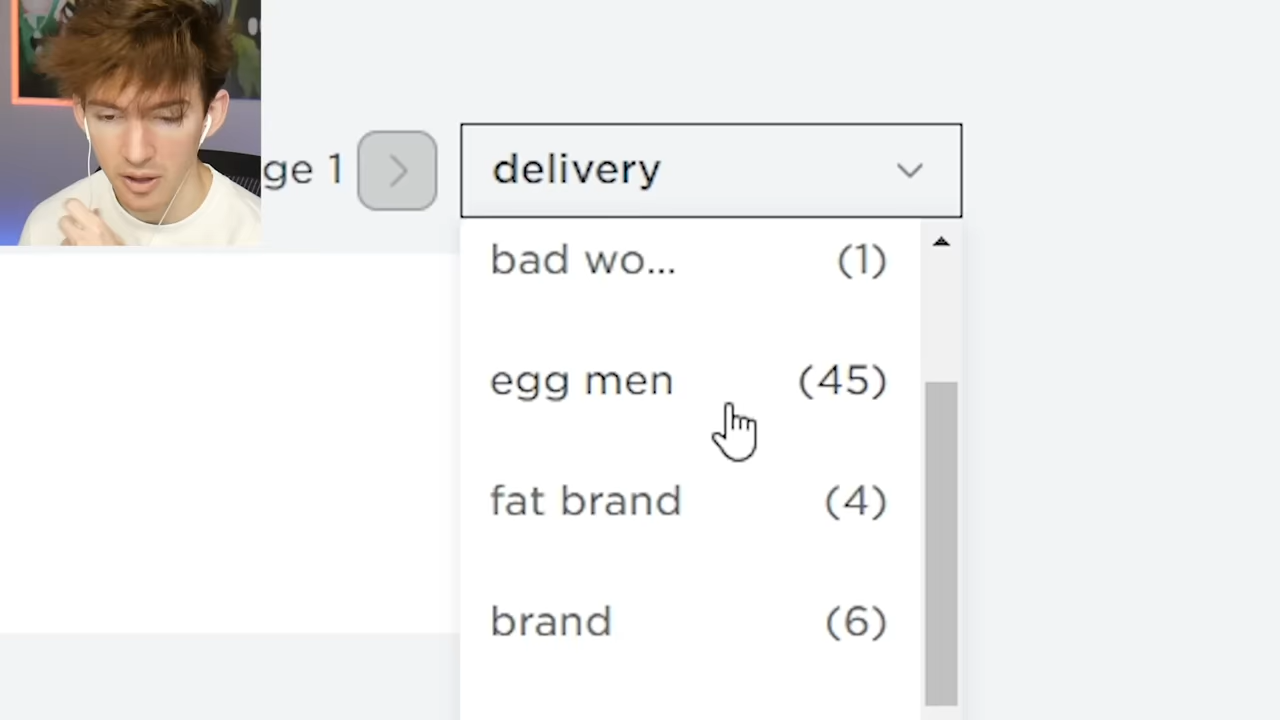 ge 1
delivery
bad wo... (1)
egg men (45)
fat brand (4)
brand (6)